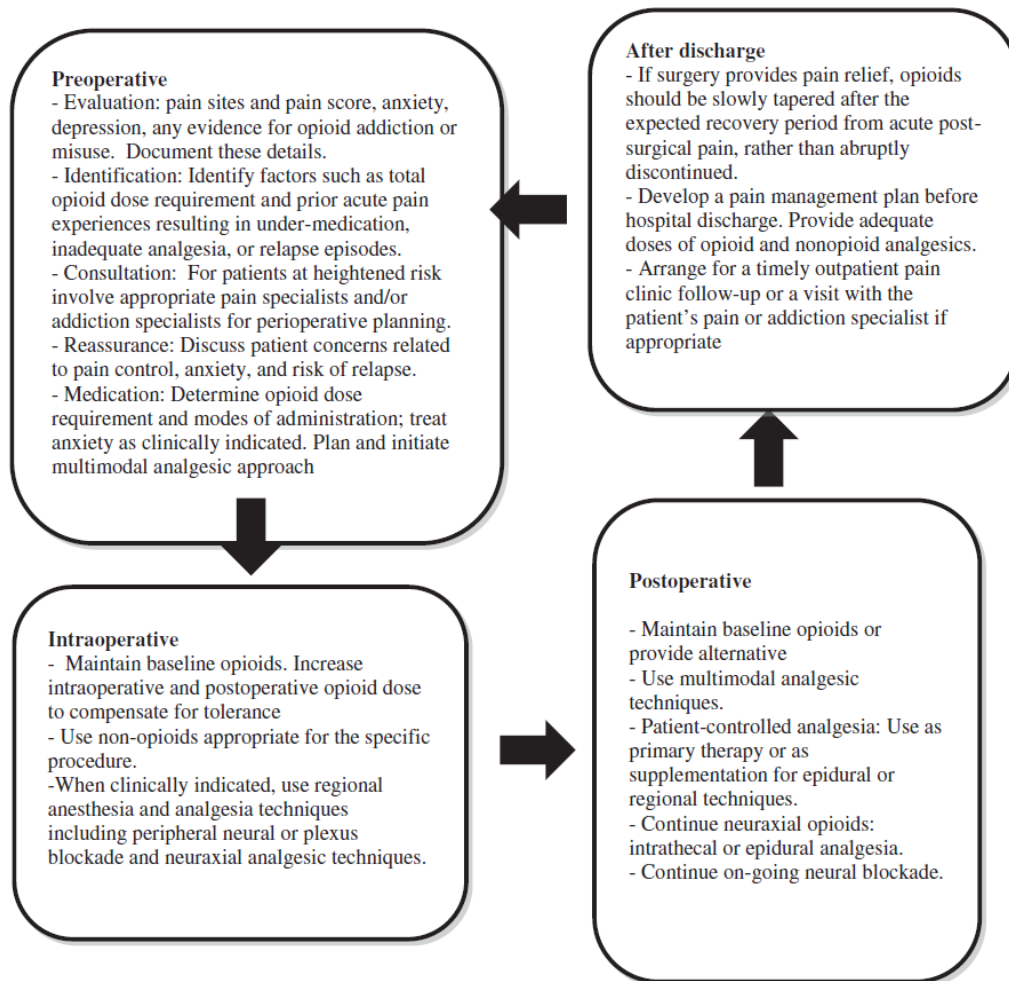 Preoperative
- Evaluation: pain sites and pain score, anxiety,
depression, any evidence for opioid addiction or
misuse.  Document these details.
- Identification: Identify factors such as total
opioid dose requirement and prior acute pain
experiences resulting in under-medication,
inadequate analgesia, or relapse episodes.
- Consultation:  For patients at heightened risk
involve appropriate pain specialists and/or
addiction specialists for perioperative planning.
- Reassurance: Discuss patient concerns related
to pain control, anxiety, and risk of relapse.
- Medication: Determine opioid dose
requirement and modes of administration; treat
anxiety as clinically indicated. Plan and initiate
multimodal analgesic approach
Intraoperative
-  Maintain baseline opioids. Increase
intraoperative and postoperative opioid dose
to compensate for tolerance
- Use non-opioids appropriate for the specific
procedure.
-When clinically indicated, use regional
anesthesia and analgesia techniques
including peripheral neural or plexus
blockade and neuraxial analgesic techniques.
Postoperative
- Maintain baseline opioids or
provide alternative
- Use multimodal analgesic
techniques.
- Patient-controlled analgesia: Use as
primary therapy or as
supplementation for epidural or
regional techniques.
- Continue neuraxial opioids:
intrathecal or epidural analgesia.
- Continue on-going neural blockade.
After discharge
- If surgery provides pain relief, opioids
should be slowly tapered after the
expected recovery period from acute post-
surgical pain, rather than abruptly
discontinued.
- Develop a pain management plan before
hospital discharge. Provide adequate
doses of opioid and nonopioid analgesics.
- Arrange for a timely outpatient pain
clinic follow-up or a visit with the
patient's pain or addiction specialist if
appropriate